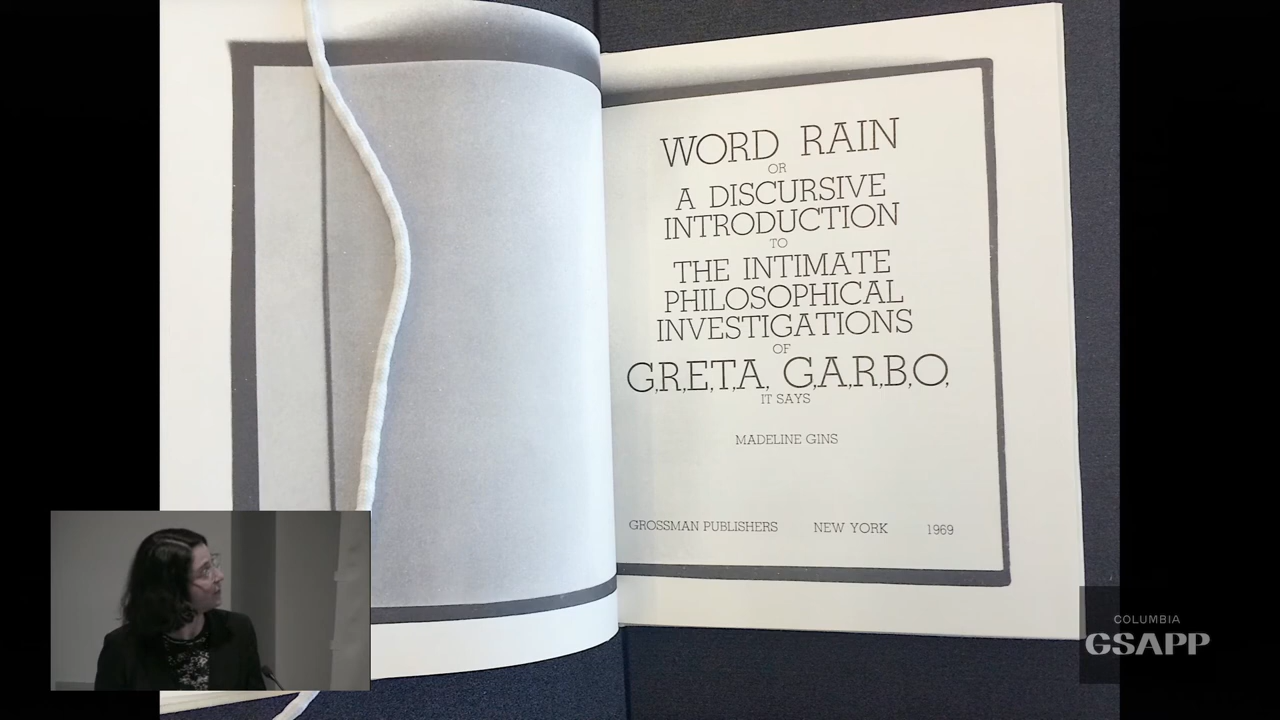 WORD RAIN
OR
A DISCURSIVE
INTRODUCTION
TO
THE INTIMATE
PHILOSOPHICAL
INVESTIGATIONS
OF
G,R,E,T,A, G,A,R,B,O,
IT SAYS
MADELINE GINS
GROSSMAN PUBLISHERS NEW YORK 1969
COLUMBIA
GSAPP